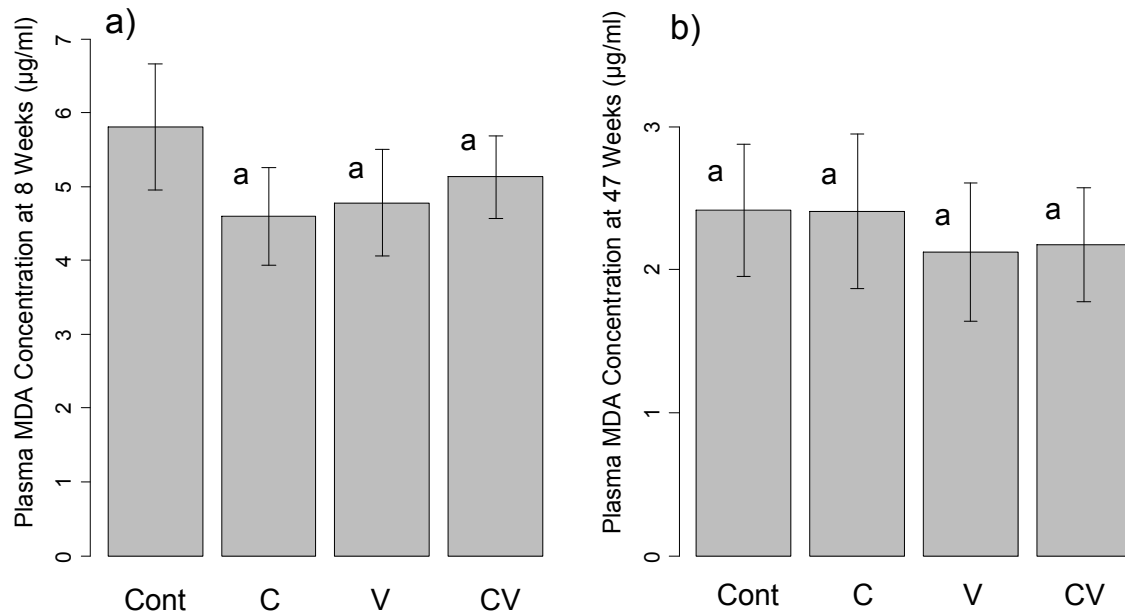 a)
Plasma MDA Concentration at 8 Weeks (µg/ml)
7
6
5
4
3
2
1
0
a
a
a
Cont C V CV
b)
Plasma MDA Concentration at 47 Weeks (µg/ml)
3
2
1
0
a
a
a
a
Cont C V CV